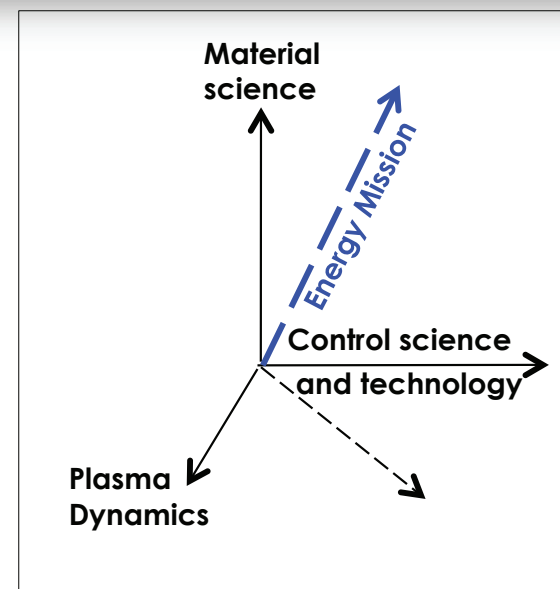 Material
science
Energy Mission
Control science
and technology
Plasma
Dynamics